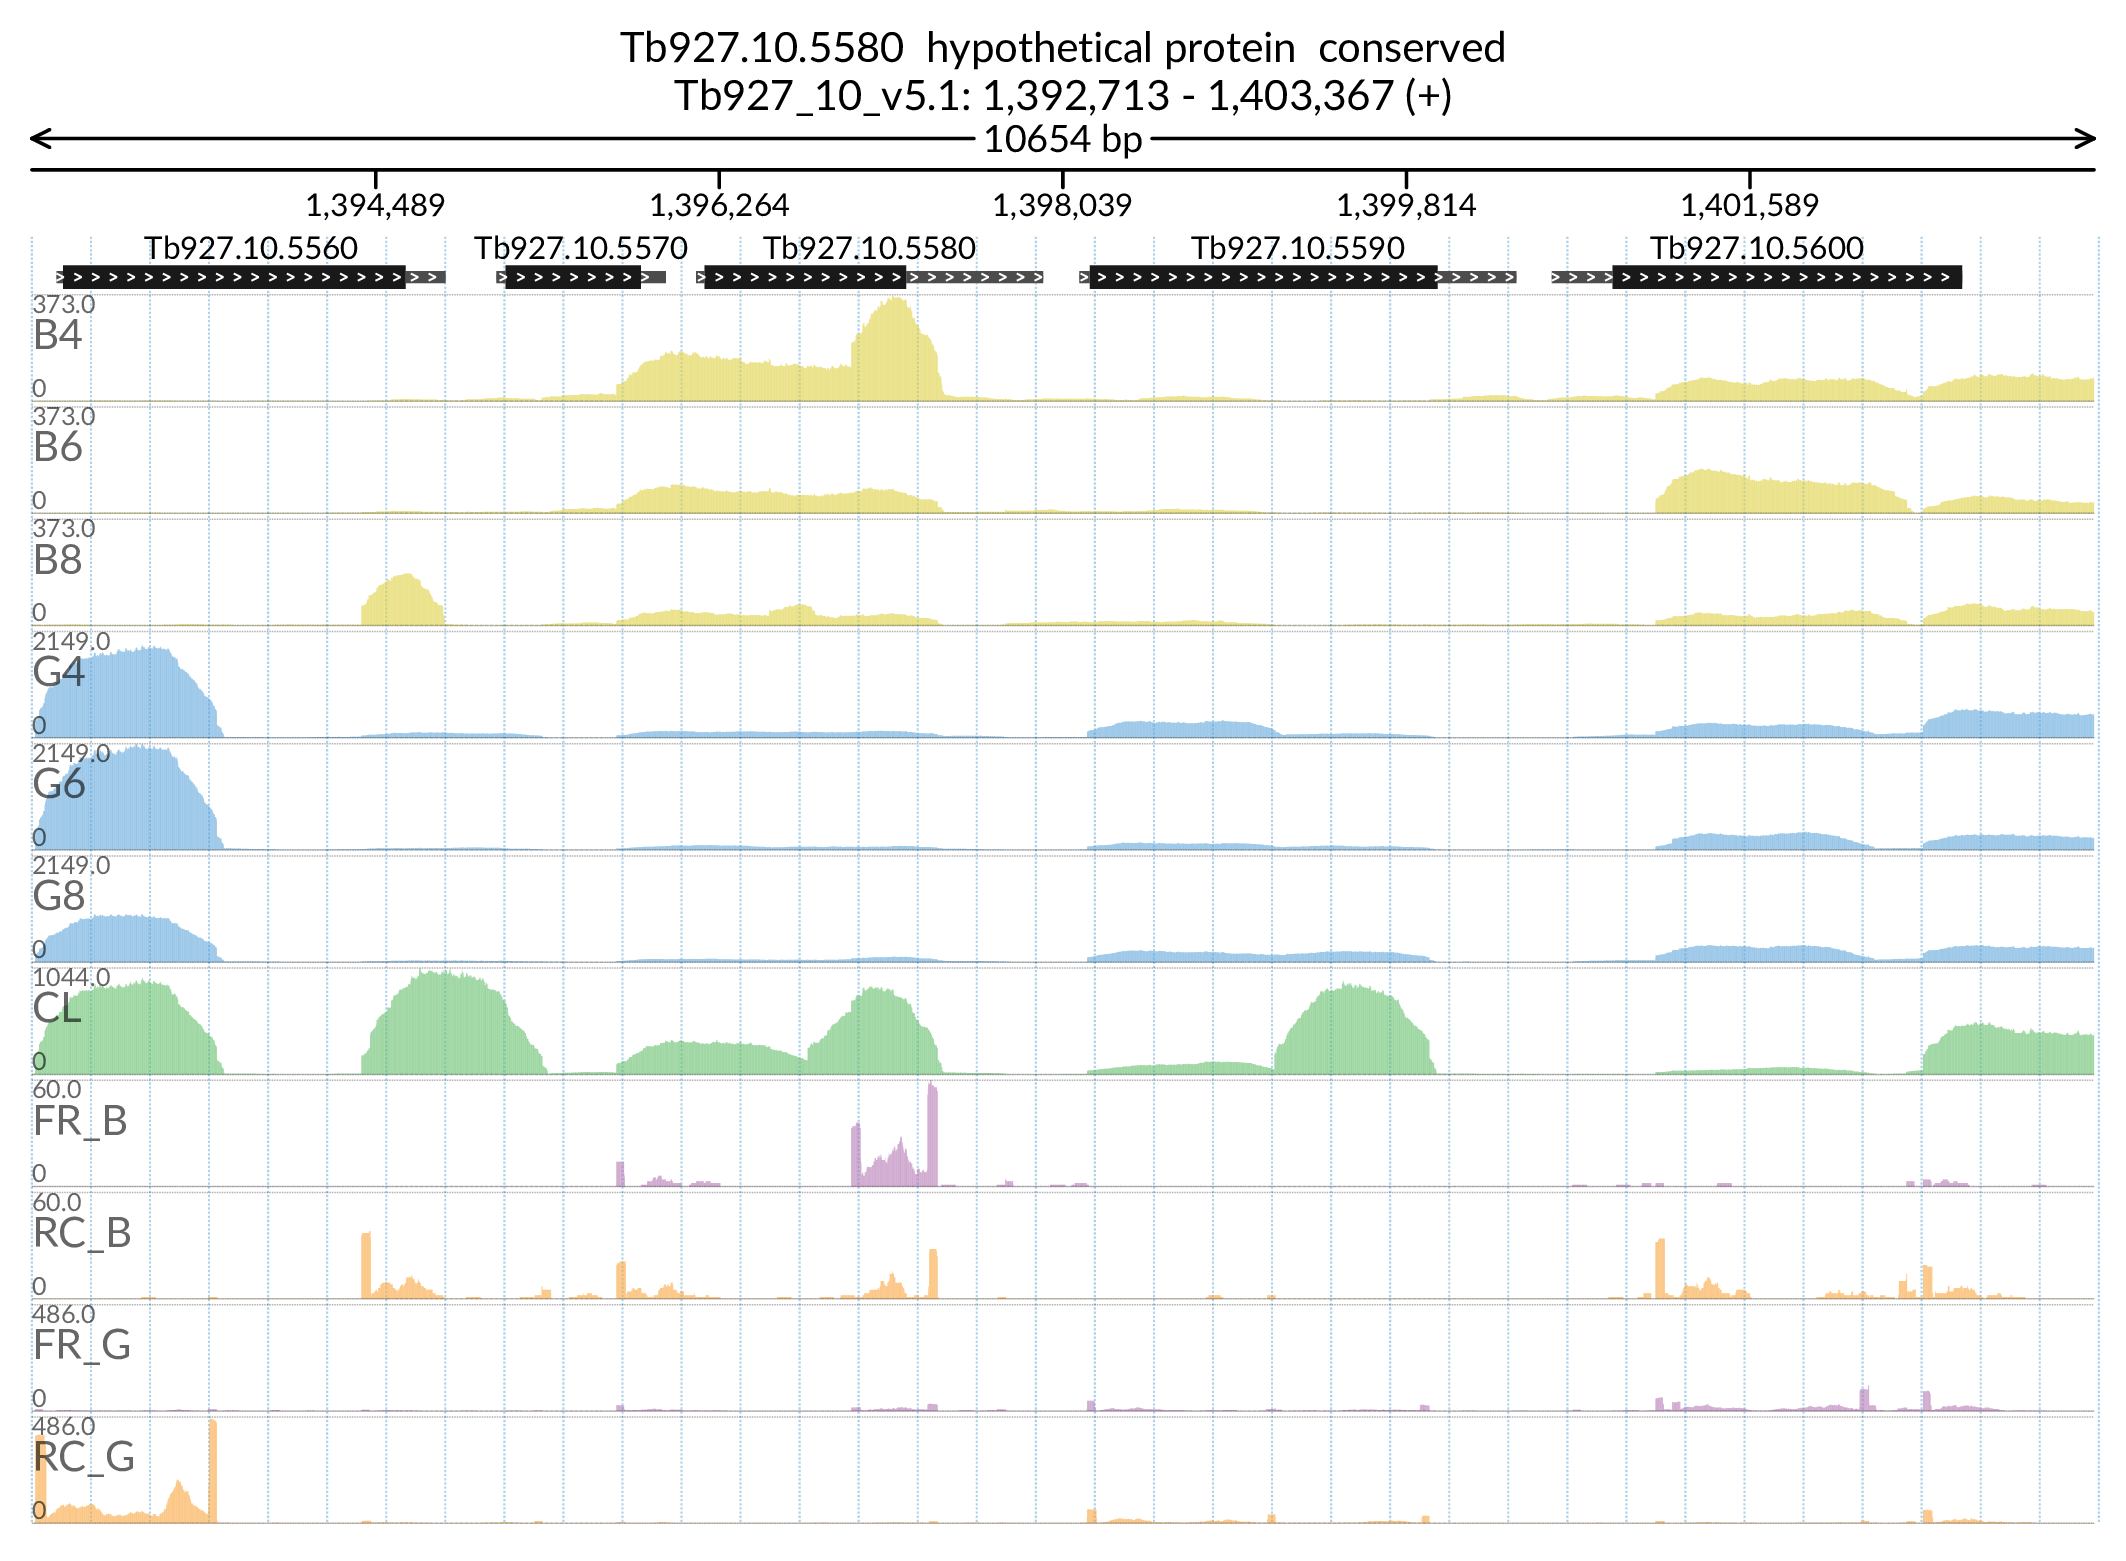 Tb927.10.5580  hypothetical protein  conserved
Tb927_10_v5.1: 1,392,713 - 1,403,367 (+)
10654 bp
1,394,489 1,396,264 1,398,039 1,399,814 1,401,589
Tb927.10.5560 Tb927.10.5570 Tb927.10.5580 Tb927.10.5590 Tb927.10.5600
373.0
B4
0
373.0
B6
0
373.0
B8
0
2149.0
G4
0
2149.0
G6
0
2149.0
G8
0
1044.0
CL
0
60.0
FR_B
0
60.0
RC_B
0
486.0
FR_G
0
486.0
RC_G
0